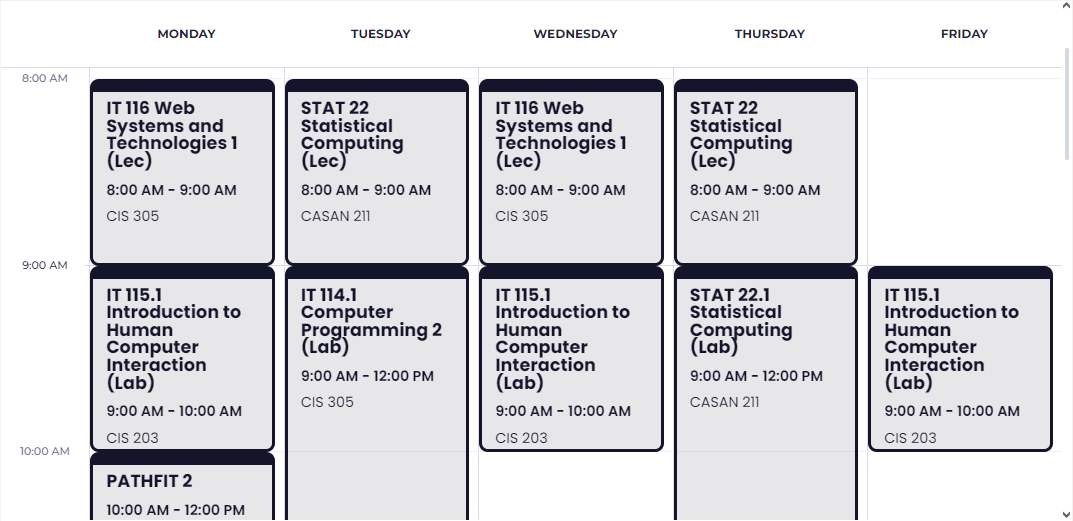 MONDAY TUESDAY WEDNESDAY THURSDAY FRIDAY
8:00 AM
IT 116 Web
Systems and
Technologies 1
(Lec)
8:00 AM - 9:00 AM
CIS 305
STAT 22
Statistical
Computing
(Lec)
8:00 AM - 9:00 AM
CASAN 211
IT 116 Web
Systems and
Technologies 1
(Lec)
8:00 AM - 9:00 AM
CIS 305
STAT 22
Statistical
Computing
(Lec)
8:00 AM - 9:00 AM
CASAN 211
9:00 AM
IT 115.1
Introduction to
Human
Computer
Interaction
(Lab)
9:00 AM - 10:00 AM
CIS 203
IT 114.1
Computer
Programming 2
(Lab)
9:00 AM - 12:00 PM
CIS 305
IT 115.1
Introduction to
Human
Computer
Interaction
(Lab)
9:00 AM - 10:00 AM
CIS 203
STAT 22.1
Statistical
Computing
(Lab)
9:00 AM - 12:00 PM
CASAN 211
IT 115.1
Introduction to
Human
Computer
Interaction
(Lab)
9:00 AM - 10:00 AM
CIS 203
10:00 AM
PATHFIT 2
10:00 AM - 12:00 PM